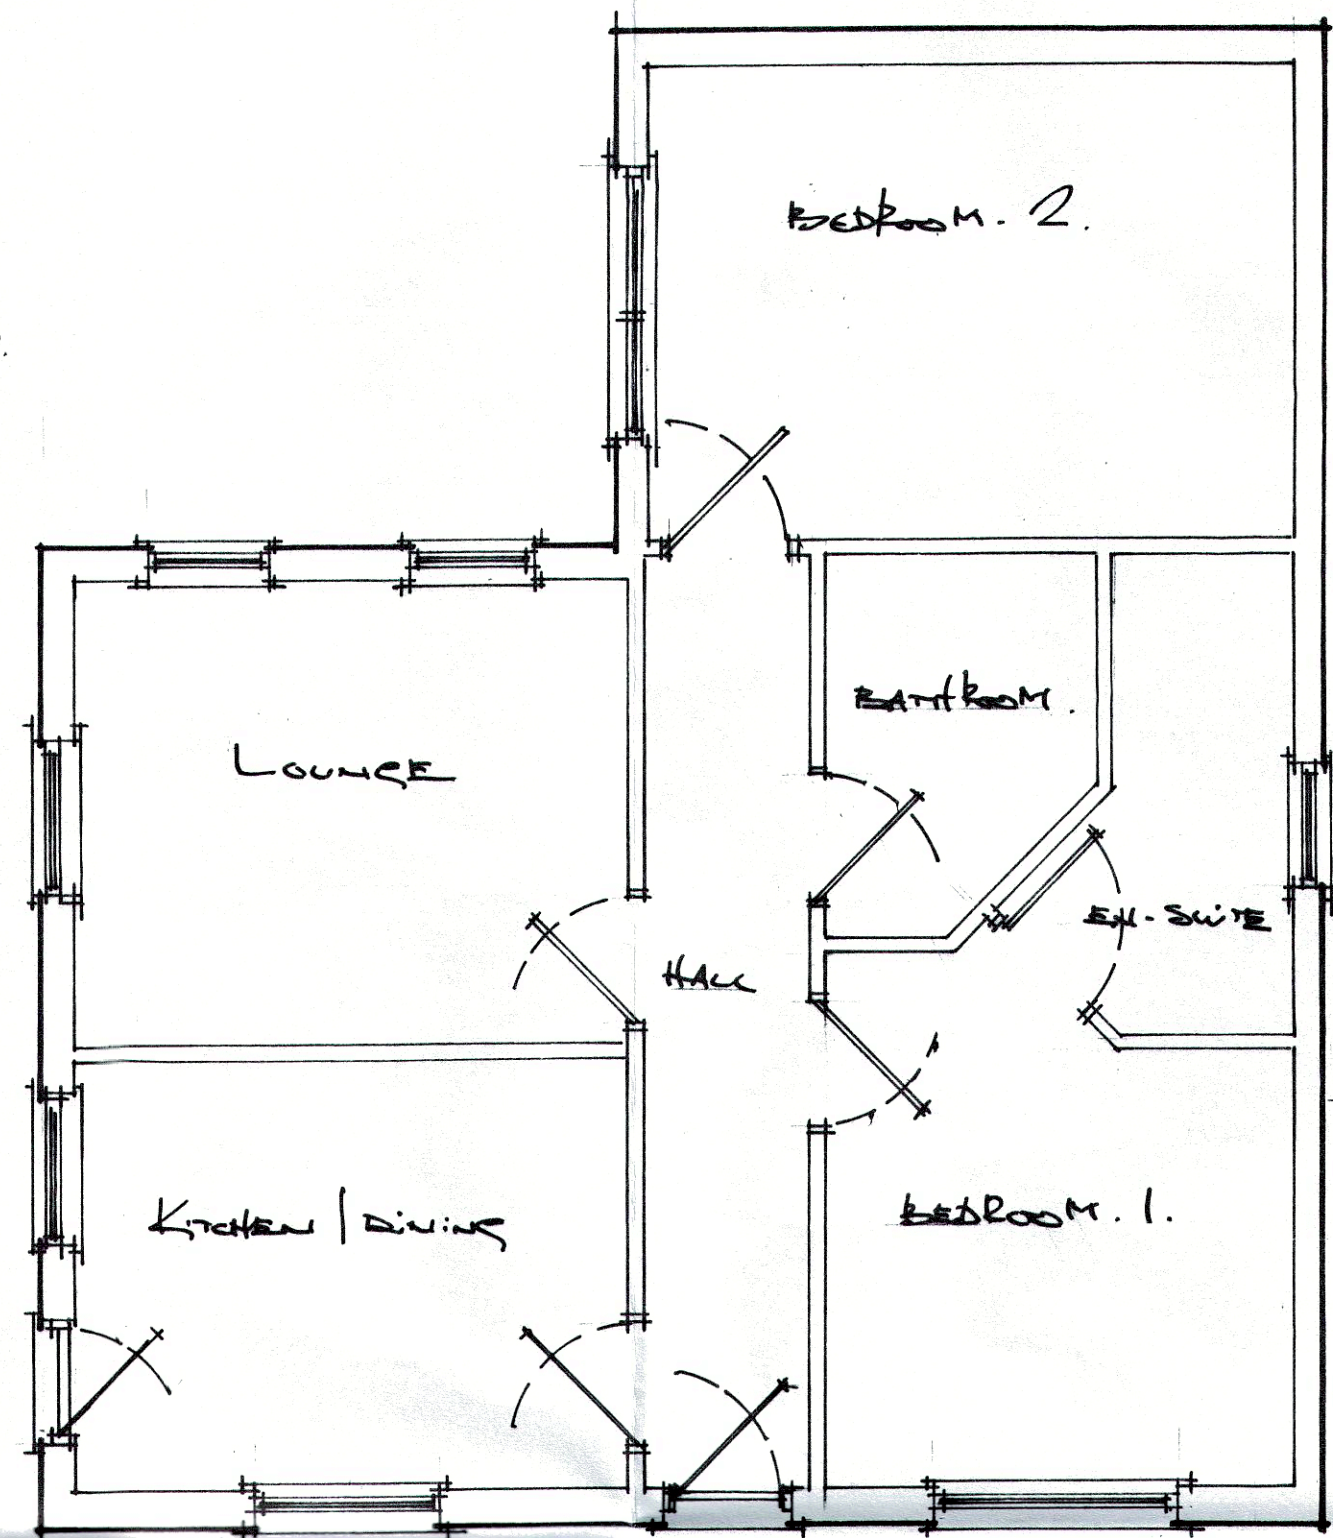 BEDROOM. 2.
BATHROOM.
LOUNGE
EN-SUITE
HALL
KITCHEN / DINING
BEDROOM. 1.